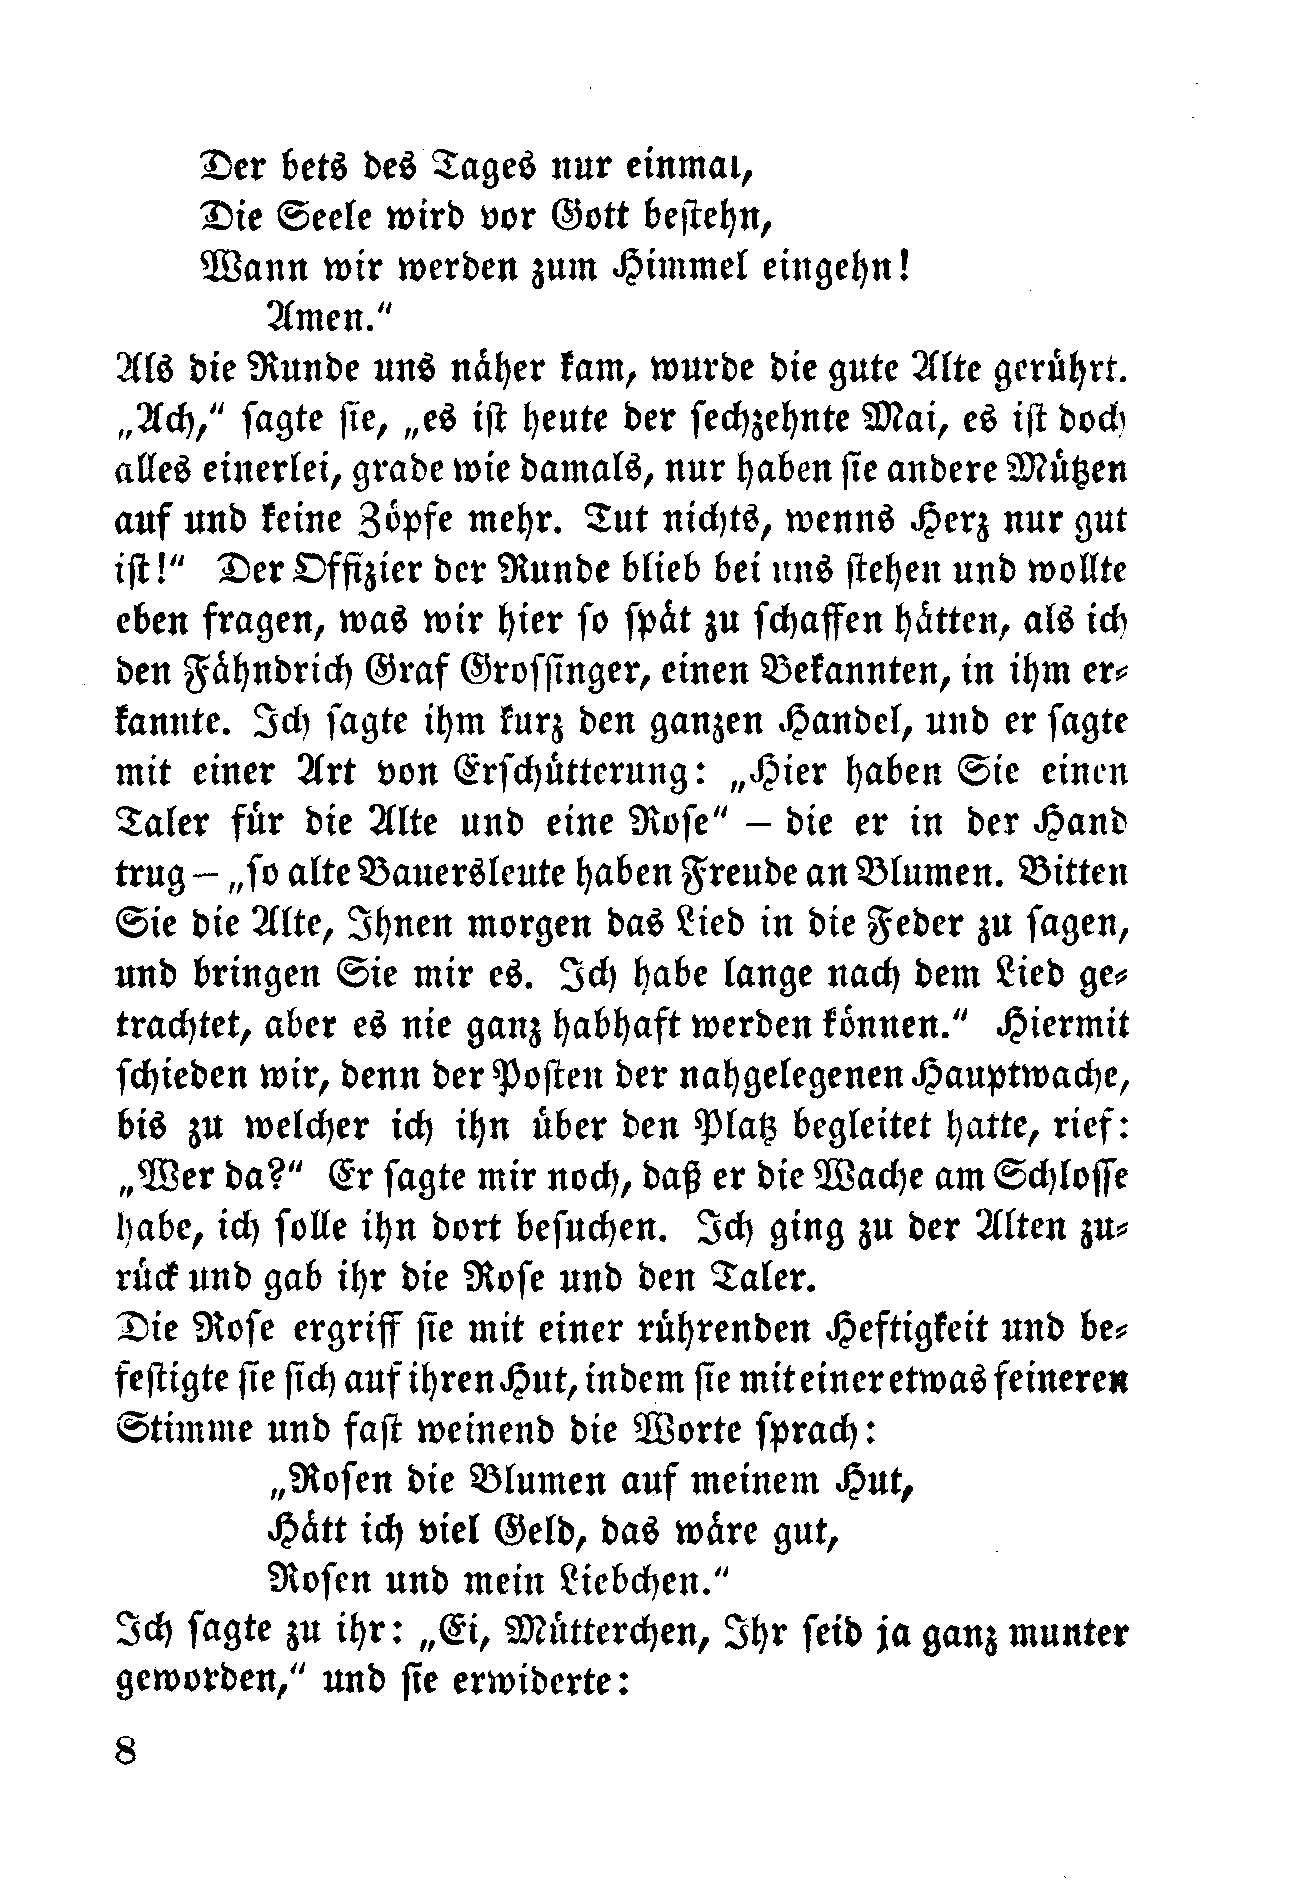 Der bets des Tages nur einmal,
Die Seele wird vor Gott bestehn,
Wann wir werden zum Himmel eingehn!
Amen.“
Als die Runde uns näher kam, wurde die gute Alte gerührt.
„Ach,“ sagte sie, „es ist heute der sechzehnte Mai, es ist doch
alles einerlei, grade wie damals, nur haben sie andere Mützen
auf und keine Zöpfe mehr. Tut nichts, wenns Herz nur gut
ist!“ Der Offizier der Runde blieb bei uns stehen und wollte
eben fragen, was wir hier so spät zu schaffen hätten, als ich
den Fähndrich Graf Grossinger, einen Bekannten, in ihm er-
kannte. Ich sagte ihm kurz den ganzen Handel, und er sagte
mit einer Art von Erschütterung: „Hier haben Sie einen
Taler für die Alte und eine Rose“ – die er in der Hand
trug – „so alte Bauersleute haben Freude an Blumen. Bitten
Sie die Alte, Ihnen morgen das Lied in die Feder zu sagen,
und bringen Sie mir es. Ich habe lange nach dem Lied ge-
trachtet, aber es nie ganz habhaft werden können.“ Hiermit
schieden wir, denn der Posten der nahgelegenen Hauptwache,
bis zu welcher ich ihn über den Platz begleitet hatte, rief:
„Wer da?“ Er sagte mir noch, daß er die Wache am Schlosse
habe, ich solle ihn dort besuchen. Ich ging zu der Alten zu-
rück und gab ihr die Rose und den Taler.
Die Rose ergriff sie mit einer rührenden Heftigkeit und be-
festigte sie sich auf ihren Hut, indem sie mit einer etwas feineren
Stimme und fast weinend die Worte sprach:
„Rosen die Blumen auf meinem Hut,
Hätt ich viel Geld, das wäre gut,
Rosen und mein Liebchen.“
Ich sagte zu ihr: „Ei, Mütterchen, Ihr seid ja ganz munter
geworden,“ und sie erwiderte:
8